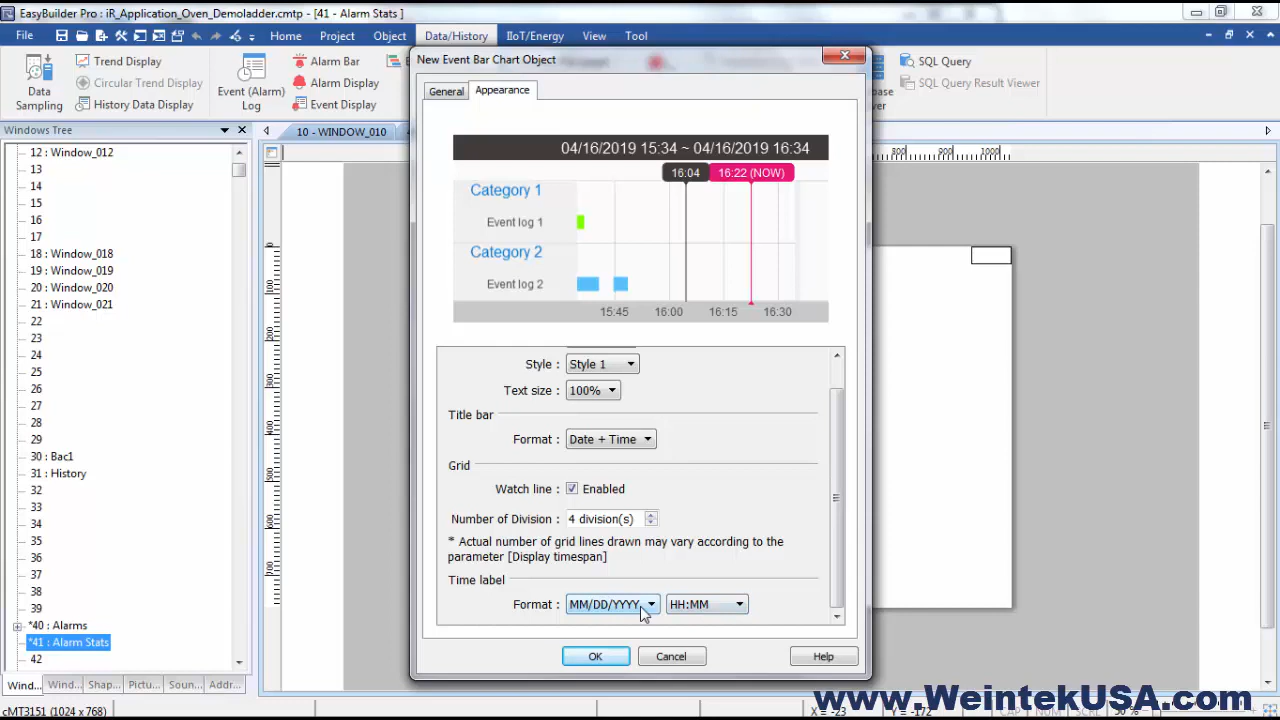 EasyBuilder Pro : iR_Application_Oven_Demoladder.cmtp - [41 - Alarm Stats ]
File Home Project Object Data/History IIoT/Energy View Tool
Data Sampling
Trend Display
Circular Trend Display
History Data Display
Event (Alarm) Log
Alarm Bar
Alarm Display
Event Display
SQL Query
SQL Query Result Viewer
Windows Tree
10 - WINDOW_010
12 : Window_012
13
14
15
16
17
18 : Window_018
19 : Window_019
20 : Window_020
21 : Window_021
22
23
24
25
26
27
28
29
30 : Bac1
31 : History
32
33
34
35
36
37
38
39
*40 : Alarms
*41 : Alarm Stats
42
Wind... Wind... Shap... Pictu... Soun... Addr...
cMT3151 (1024 x 768)
New Event Bar Chart Object
General Appearance
04/16/2019 15:34 ~ 04/16/2019 16:34
16:04 16:22 (NOW)
Category 1
Event log 1
Category 2
Event log 2
15:45 16:00 16:15 16:30
Style : Style 1
Text size : 100%
Title bar
Format : Date + Time
Grid
Watch line : Enabled
Number of Division : 4 division(s)
* Actual number of grid lines drawn may vary according to the
parameter [Display timespan]
Time label
Format : MM/DD/YYYY HH:MM
OK Cancel Help
www.WeintekUSA.com